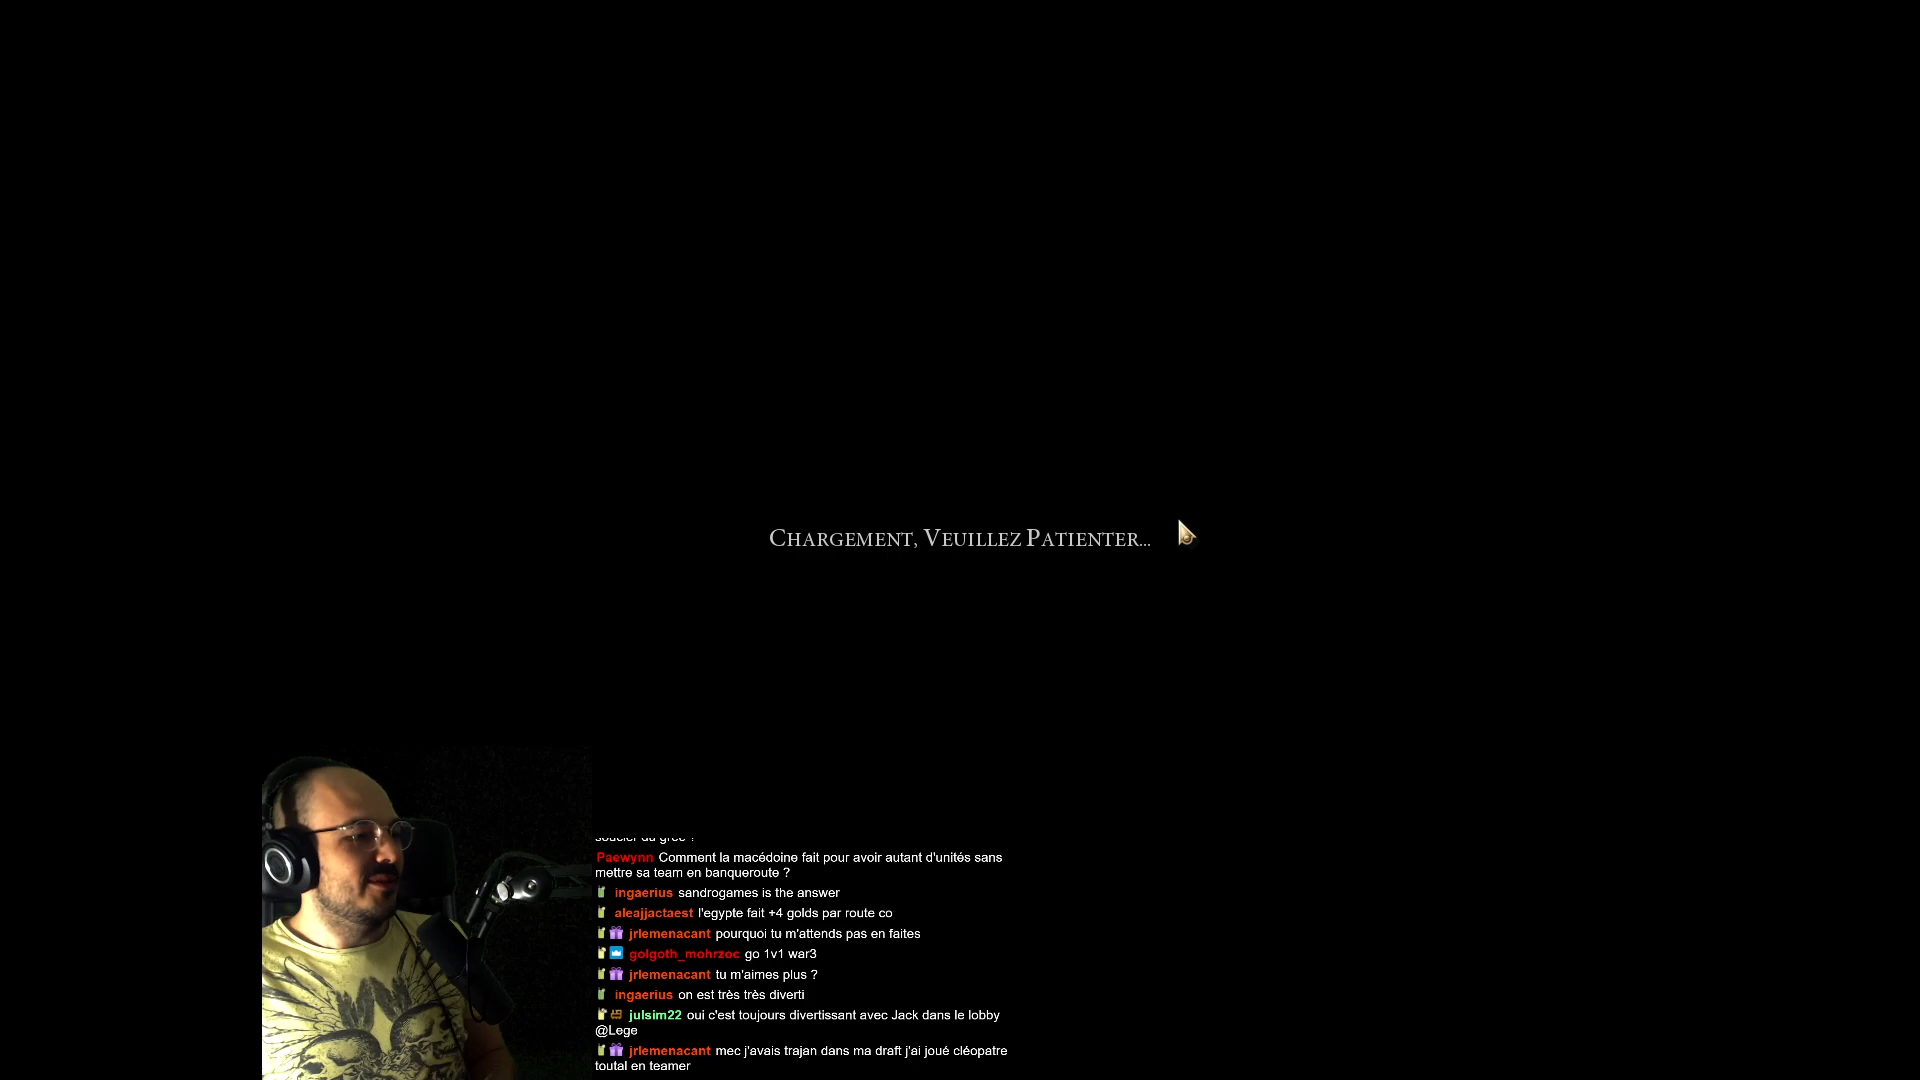 Chargement, Veuillez Patienter...
Paewynn Comment la macédoine fait pour avoir autant d'unités sans
mettre sa team en banqueroute ?
ingaerius sandrogames is the answer
aleajjactaest l'egypte fait +4 golds par route co
jrlemenacant pourquoi tu m'attends pas en faites
golgoth_mohrzoc go 1v1 war3
jrlemenacant tu m'aimes plus ?
ingaerius on est très très diverti
julsim22 oui c'est toujours divertissant avec Jack dans le lobby
@Lege
jrlemenacant mec j'avais trajan dans ma draft j'ai joué cléopatre
toutal en teamer